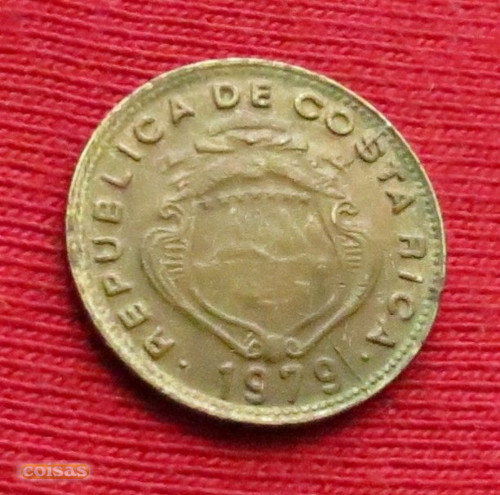 · REPUBLICA DE COSTA RICA ·
1979
coisas